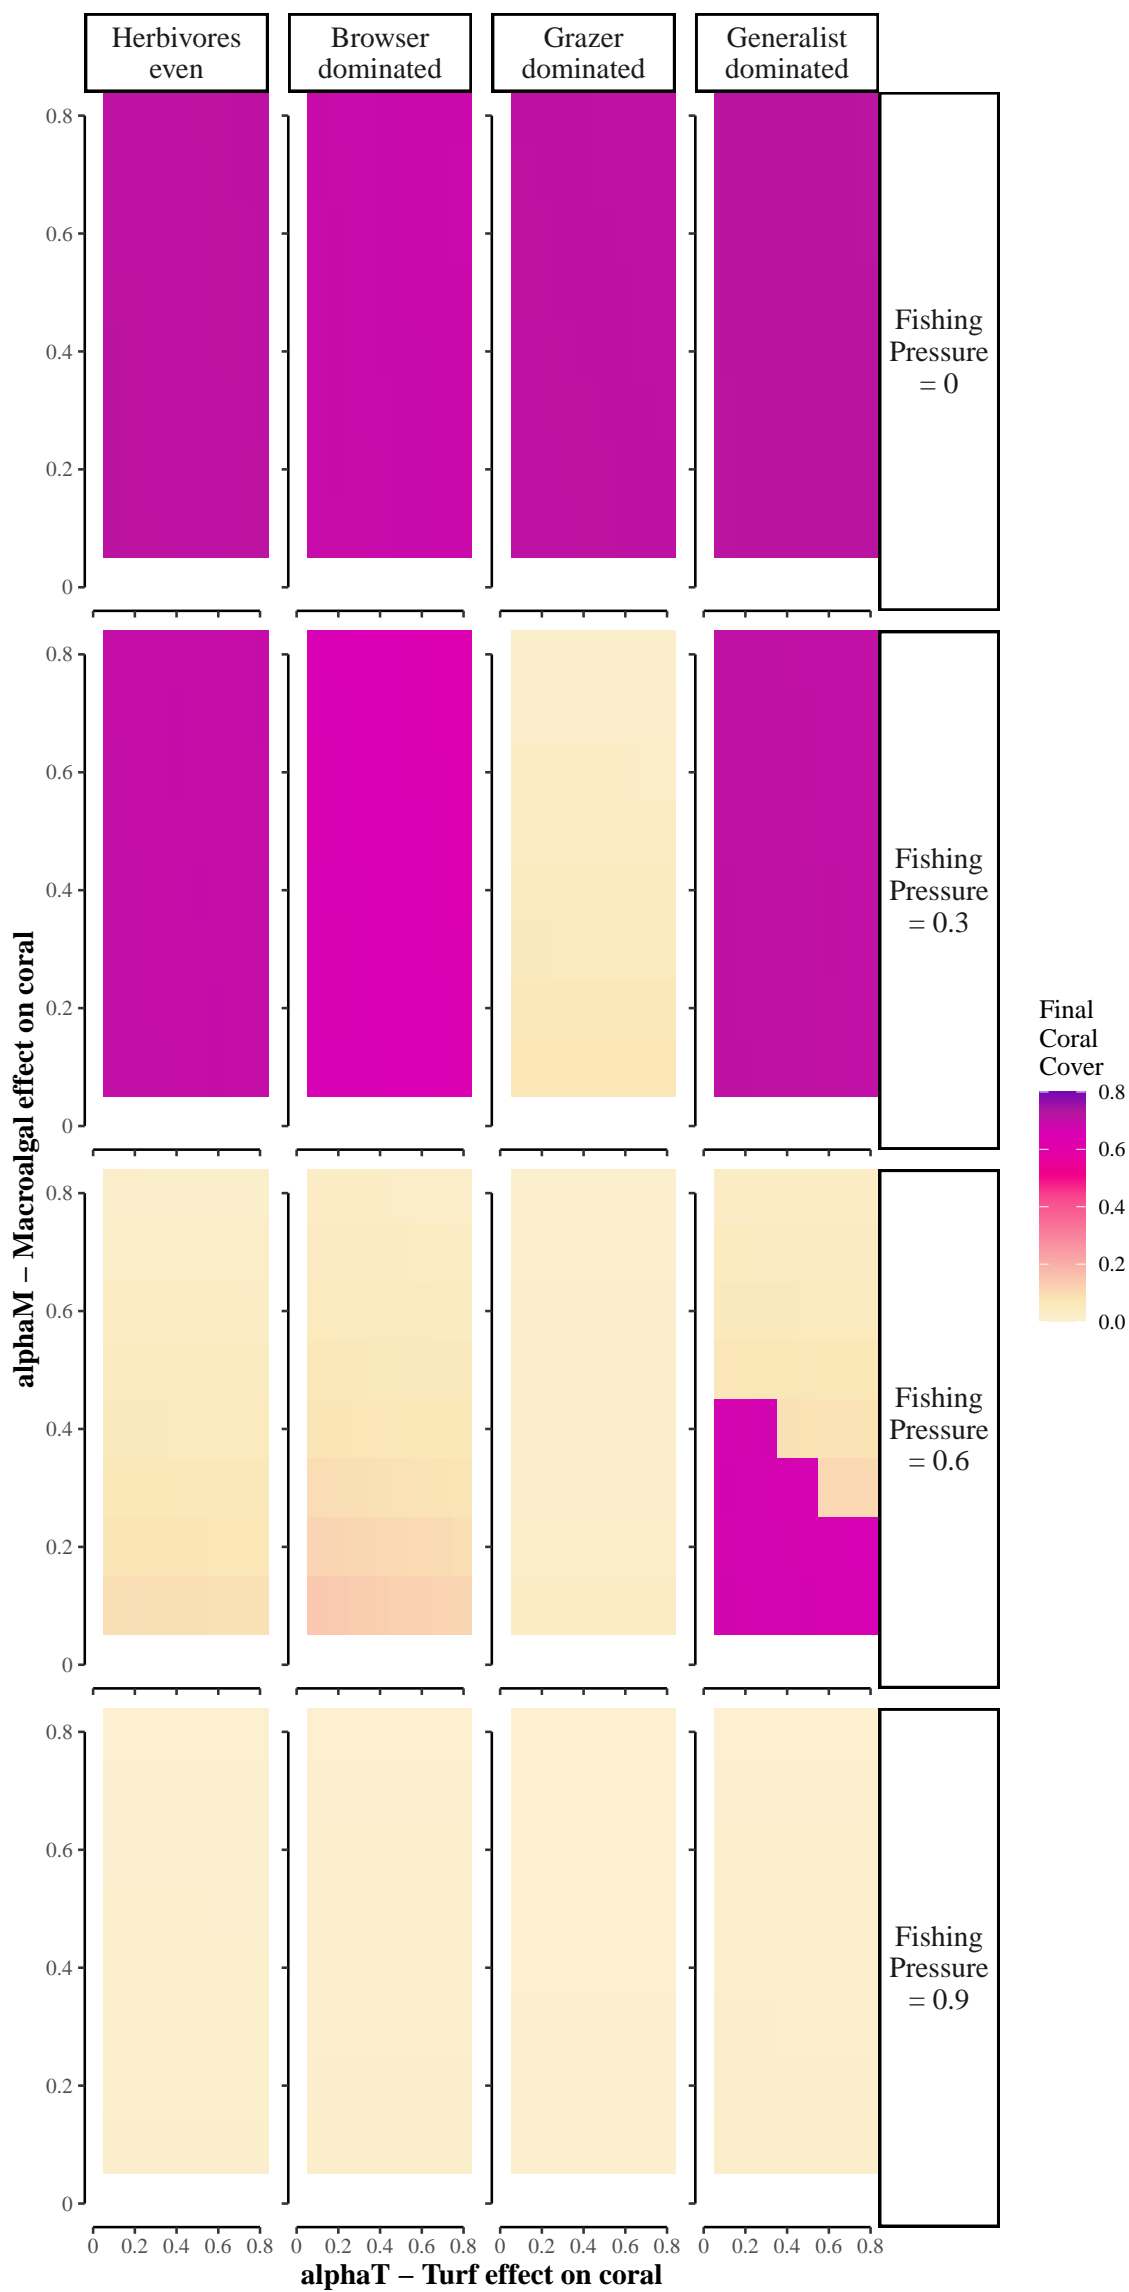 Herbivores
even
Browser
dominated
Grazer
dominated
Generalist
dominated
0.8
0.6
0.4
0.2
0
Fishing
Pressure
= 0
0.8
0.6
0.4
0.2
0
Fishing
Pressure
= 0.3
0.8
0.6
0.4
0.2
0
Fishing
Pressure
= 0.6
0.8
0.6
0.4
0.2
0
Fishing
Pressure
= 0.9
0 0.2 0.4 0.6 0.8
0 0.2 0.4 0.6 0.8
0 0.2 0.4 0.6 0.8
0 0.2 0.4 0.6 0.8
alphaT − Turf effect on coral
alphaM − Macroalgal effect on coral
Final
Coral
Cover
0.8
0.6
0.4
0.2
0.0